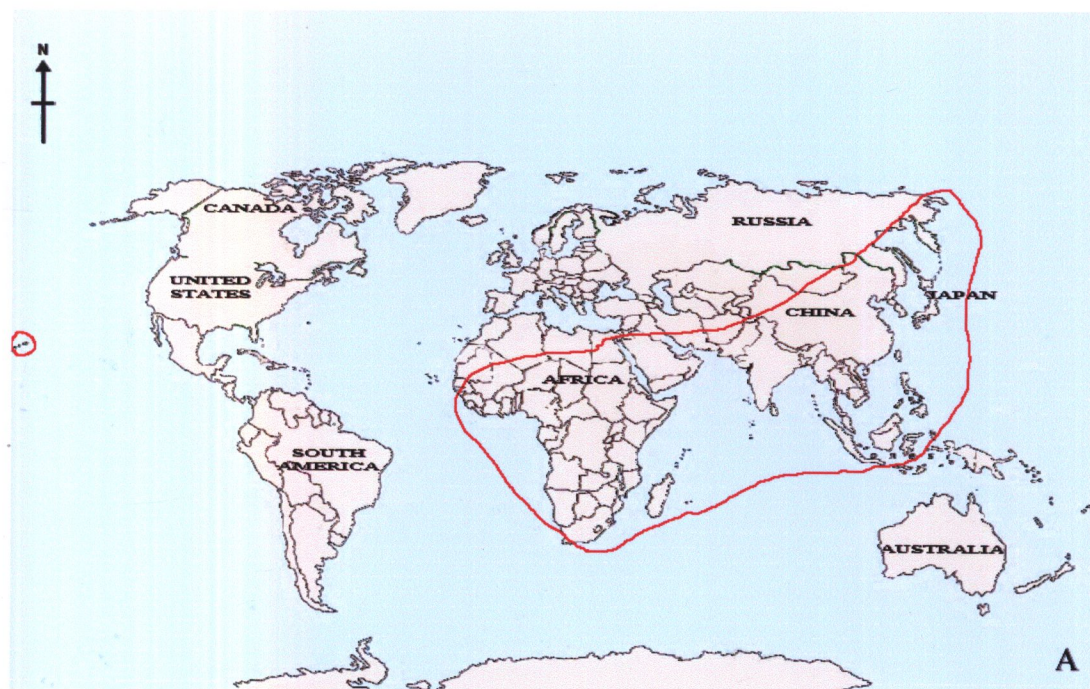 N
CANADA
RUSSIA
UNITED
STATES
JAPAN
CHINA
AFRICA
SOUTH
AMERICA
AUSTRALIA
A